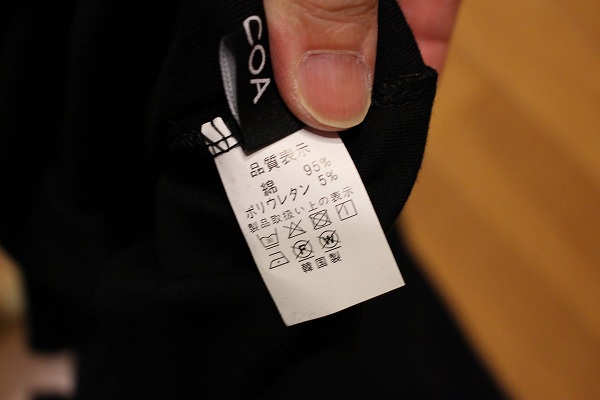 COA
品質表示
綿 95%
ポリウレタン 5%
製品取扱い上の表示
P W
韓国製